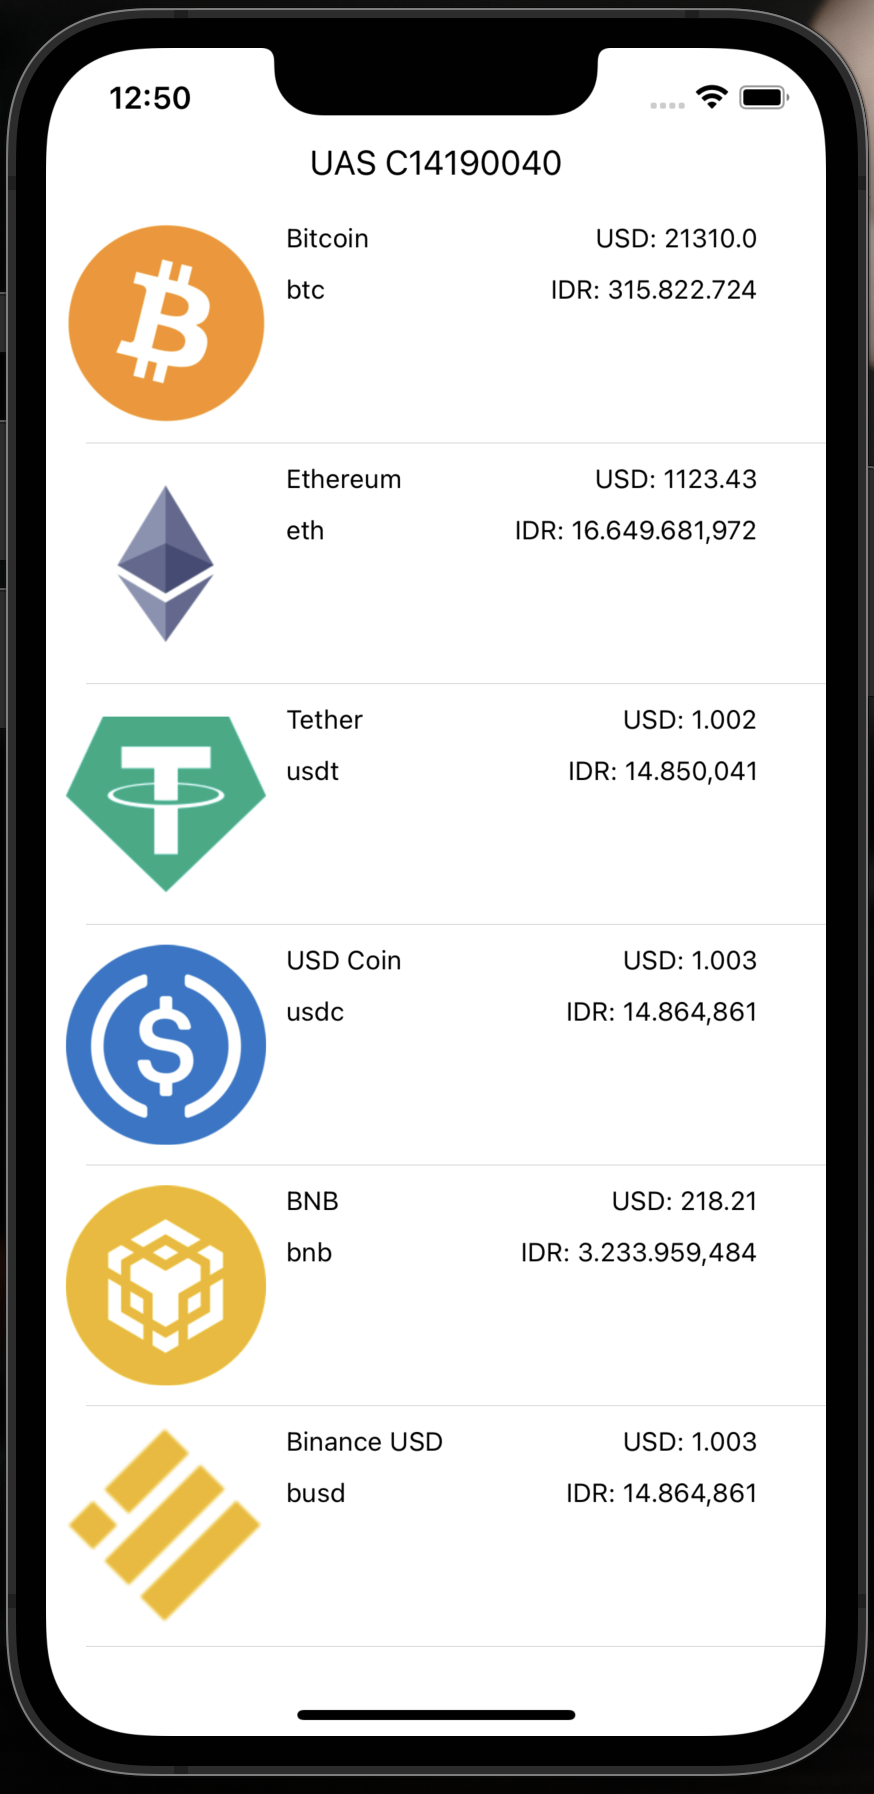 12:50
UAS C14190040
Bitcoin USD: 21310.0
btc IDR: 315.822.724
Ethereum USD: 1123.43
eth IDR: 16.649.681,972
Tether USD: 1.002
usdt IDR: 14.850,041
USD Coin USD: 1.003
usdc IDR: 14.864,861
BNB USD: 218.21
bnb IDR: 3.233.959,484
Binance USD USD: 1.003
busd IDR: 14.864,861